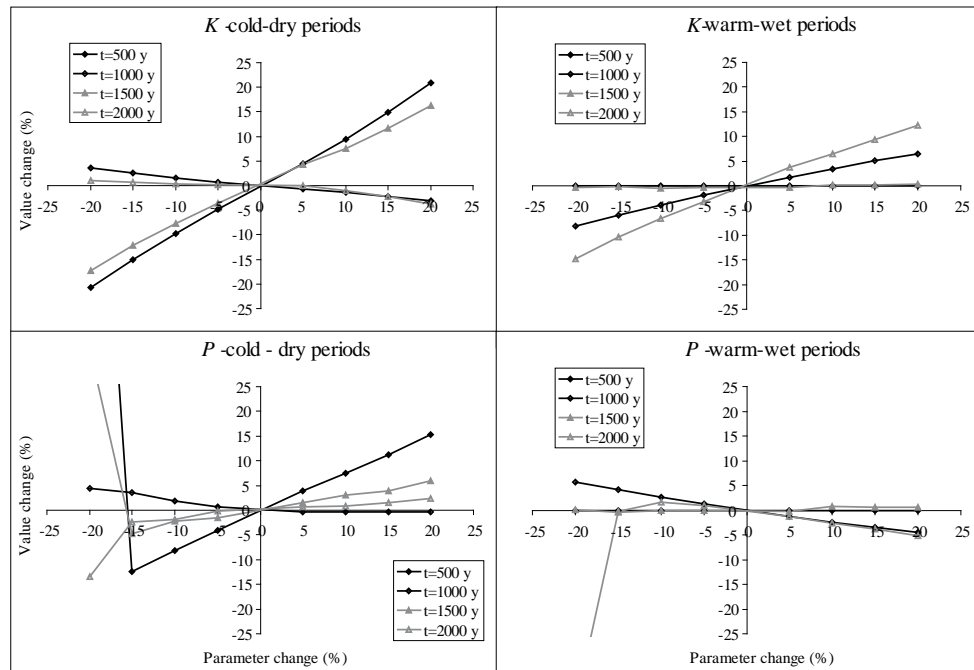 K -cold-dry periods
t=500 y
t=1000 y
t=1500 y
t=2000 y
Value change (%)
25
20
15
10
5
0
-5
-10
-15
-20
-25
-25 -20 -15 -10 -5 0 5 10 15 20 25
K-warm-wet periods
t=500 y
t=1000 y
t=1500 y
t=2000 y
25
20
15
10
5
0
-5
-10
-15
-20
-25
-25 -20 -15 -10 -5 0 5 10 15 20 25
P -cold - dry periods
Value change (%)
25
20
15
10
5
0
-5
-10
-15
-20
-25
-25 -20 -15 -10 -5 0 5 10 15 20 25
t=500 y
t=1000 y
t=1500 y
t=2000 y
Parameter change (%)
P -warm-wet periods
t=500 y
t=1000 y
t=1500 y
t=2000 y
25
20
15
10
5
0
-5
-10
-15
-20
-25
-25 -20 -15 -10 -5 0 5 10 15 20 25
Parameter change (%)